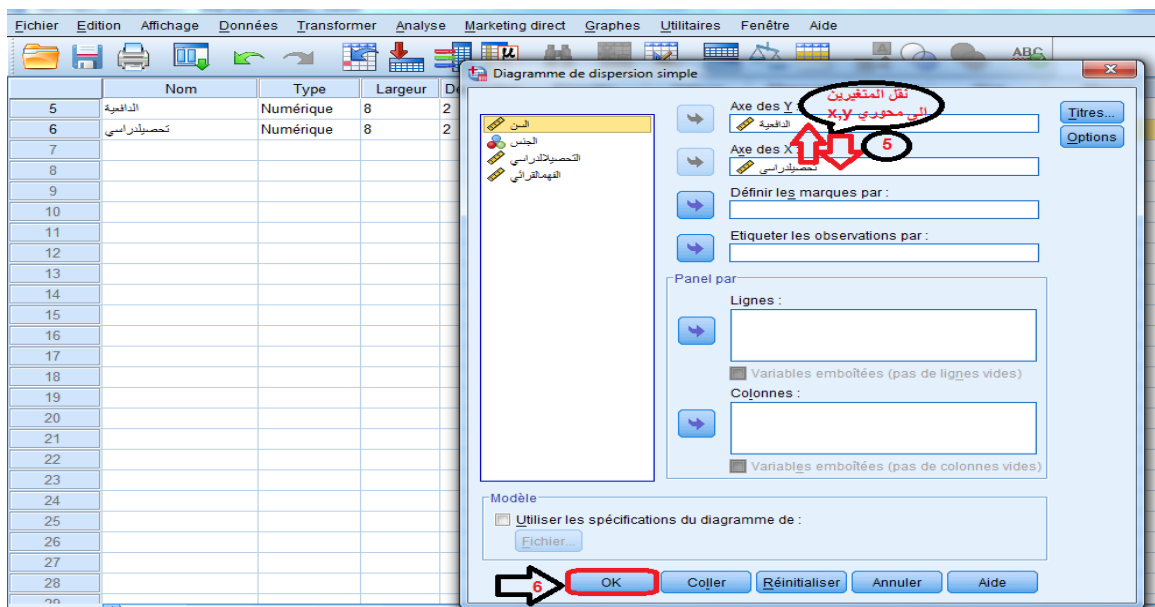 Fichier Edition Affichage Données Transformer Analyse Marketing direct Graphes Utilitaires Fenêtre Aide
Diagramme de dispersion simple
Nom Type Largeur
5 الدافعية Numérique 8 2
6 تحصيلدراسي Numérique 8 2
7
8
9
10
11
12
13
14
15
16
17
18
19
20
21
22
23
24
25
26
27
28
29
السن
الجنس
التحصيلالدراسي
الفهمالقرائي
نقل المتغيرين
الى محوري x,y
5
Axe des Y :
الدافعية
Axe des X :
تحصيلدراسي
Définir les marques par :
Etiqueter les observations par :
Panel par
Lignes :
Variables emboîtées (pas de lignes vides)
Colonnes :
Variables emboîtées (pas de colonnes vides)
Titres...
Options
Modèle
Utiliser les spécifications du diagramme de :
Fichier...
6
OK Coller Réinitialiser Annuler Aide